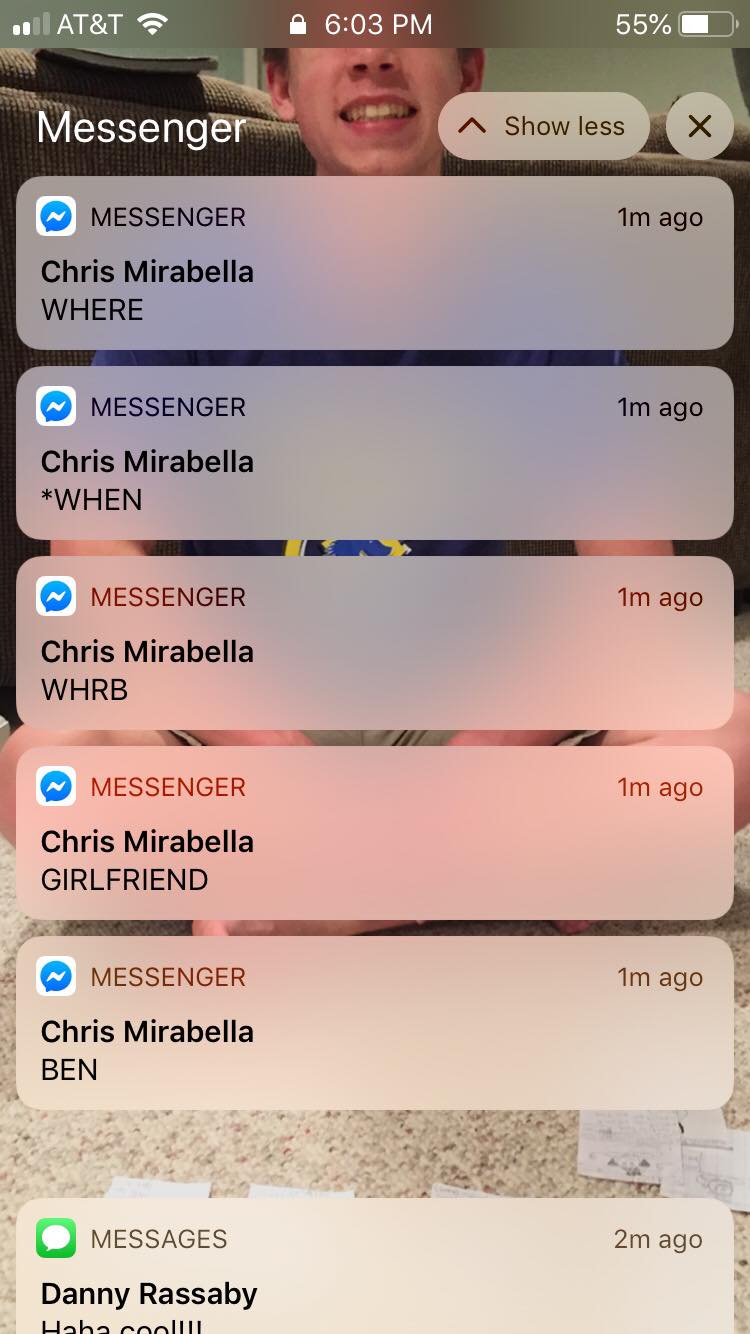 AT&T 6:03 PM 55%
Messenger Show less
MESSENGER 1m ago
Chris Mirabella
WHERE
MESSENGER 1m ago
Chris Mirabella
*WHEN
MESSENGER 1m ago
Chris Mirabella
WHRB
MESSENGER 1m ago
Chris Mirabella
GIRLFRIEND
MESSENGER 1m ago
Chris Mirabella
BEN
MESSAGES 2m ago
Danny Rassaby
Haha cool!!!